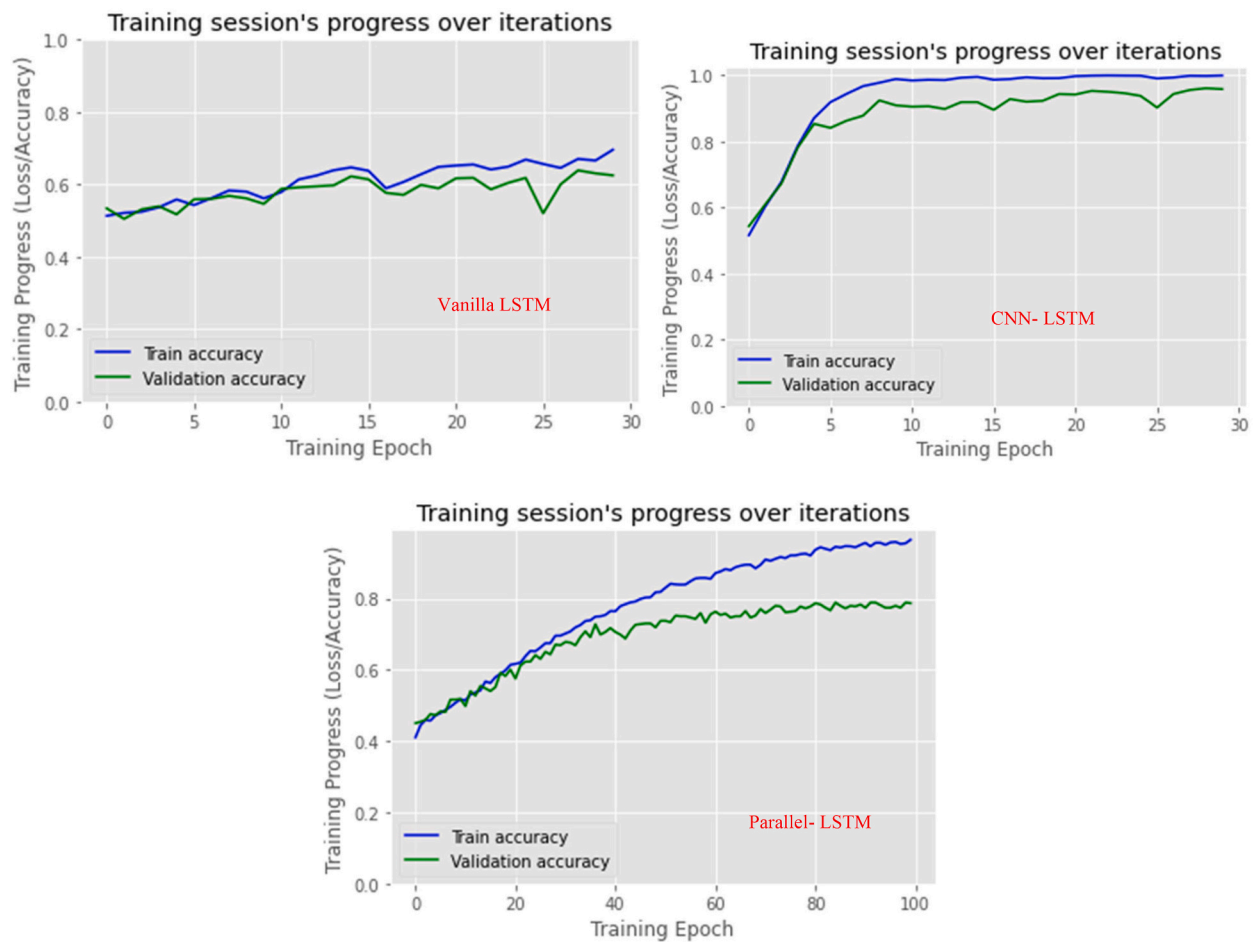 Training session's progress over iterations
1.0
0.8
0.6
0.4
0.2
0.0
Training Progress (Loss/Accuracy)
Vanilla LSTM
Train accuracy
Validation accuracy
0 5 10 15 20 25 30
Training Epoch
Training session's progress over iterations
1.0
0.8
0.6
0.4
0.2
0.0
Training Progress (Loss/Accuracy)
CNN- LSTM
Train accuracy
Validation accuracy
0 5 10 15 20 25 30
Training Epoch
Training session's progress over iterations
0.8
0.6
0.4
0.2
0.0
Training Progress (Loss/Accuracy)
Parallel- LSTM
Train accuracy
Validation accuracy
0 20 40 60 80 100
Training Epoch